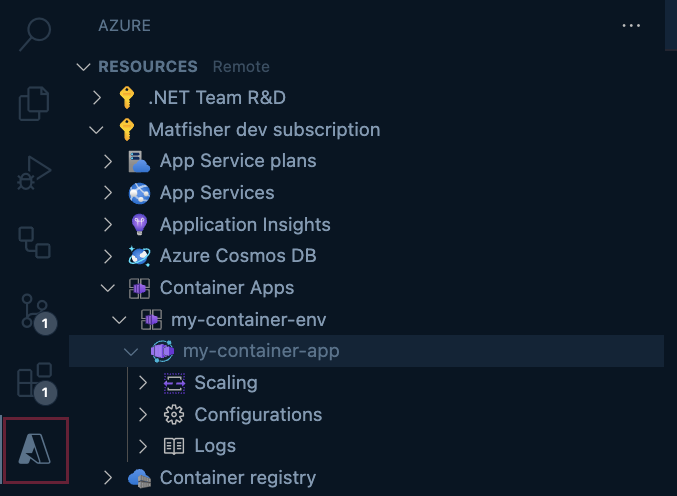 AZURE
RESOURCES Remote
.NET Team R&D
Matfisher dev subscription
App Service plans
App Services
Application Insights
Azure Cosmos DB
Container Apps
my-container-env
my-container-app
Scaling
Configurations
Logs
Container registry
1
1